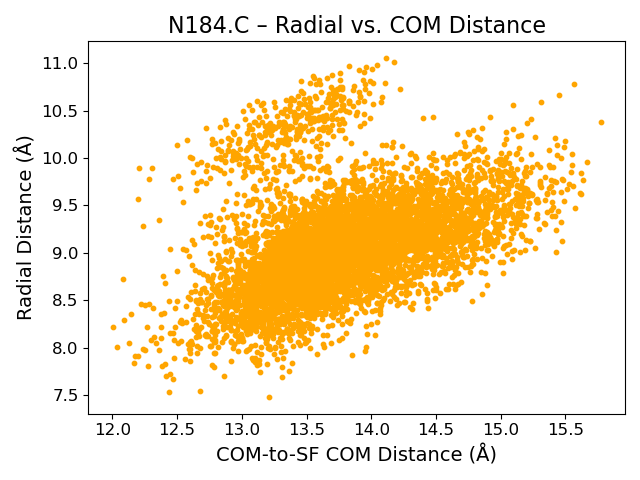 N184.C – Radial vs. COM Distance
Radial Distance (Å)
11.0
10.5
10.0
9.5
9.0
8.5
8.0
7.5
12.0 12.5 13.0 13.5 14.0 14.5 15.0 15.5
COM-to-SF COM Distance (Å)